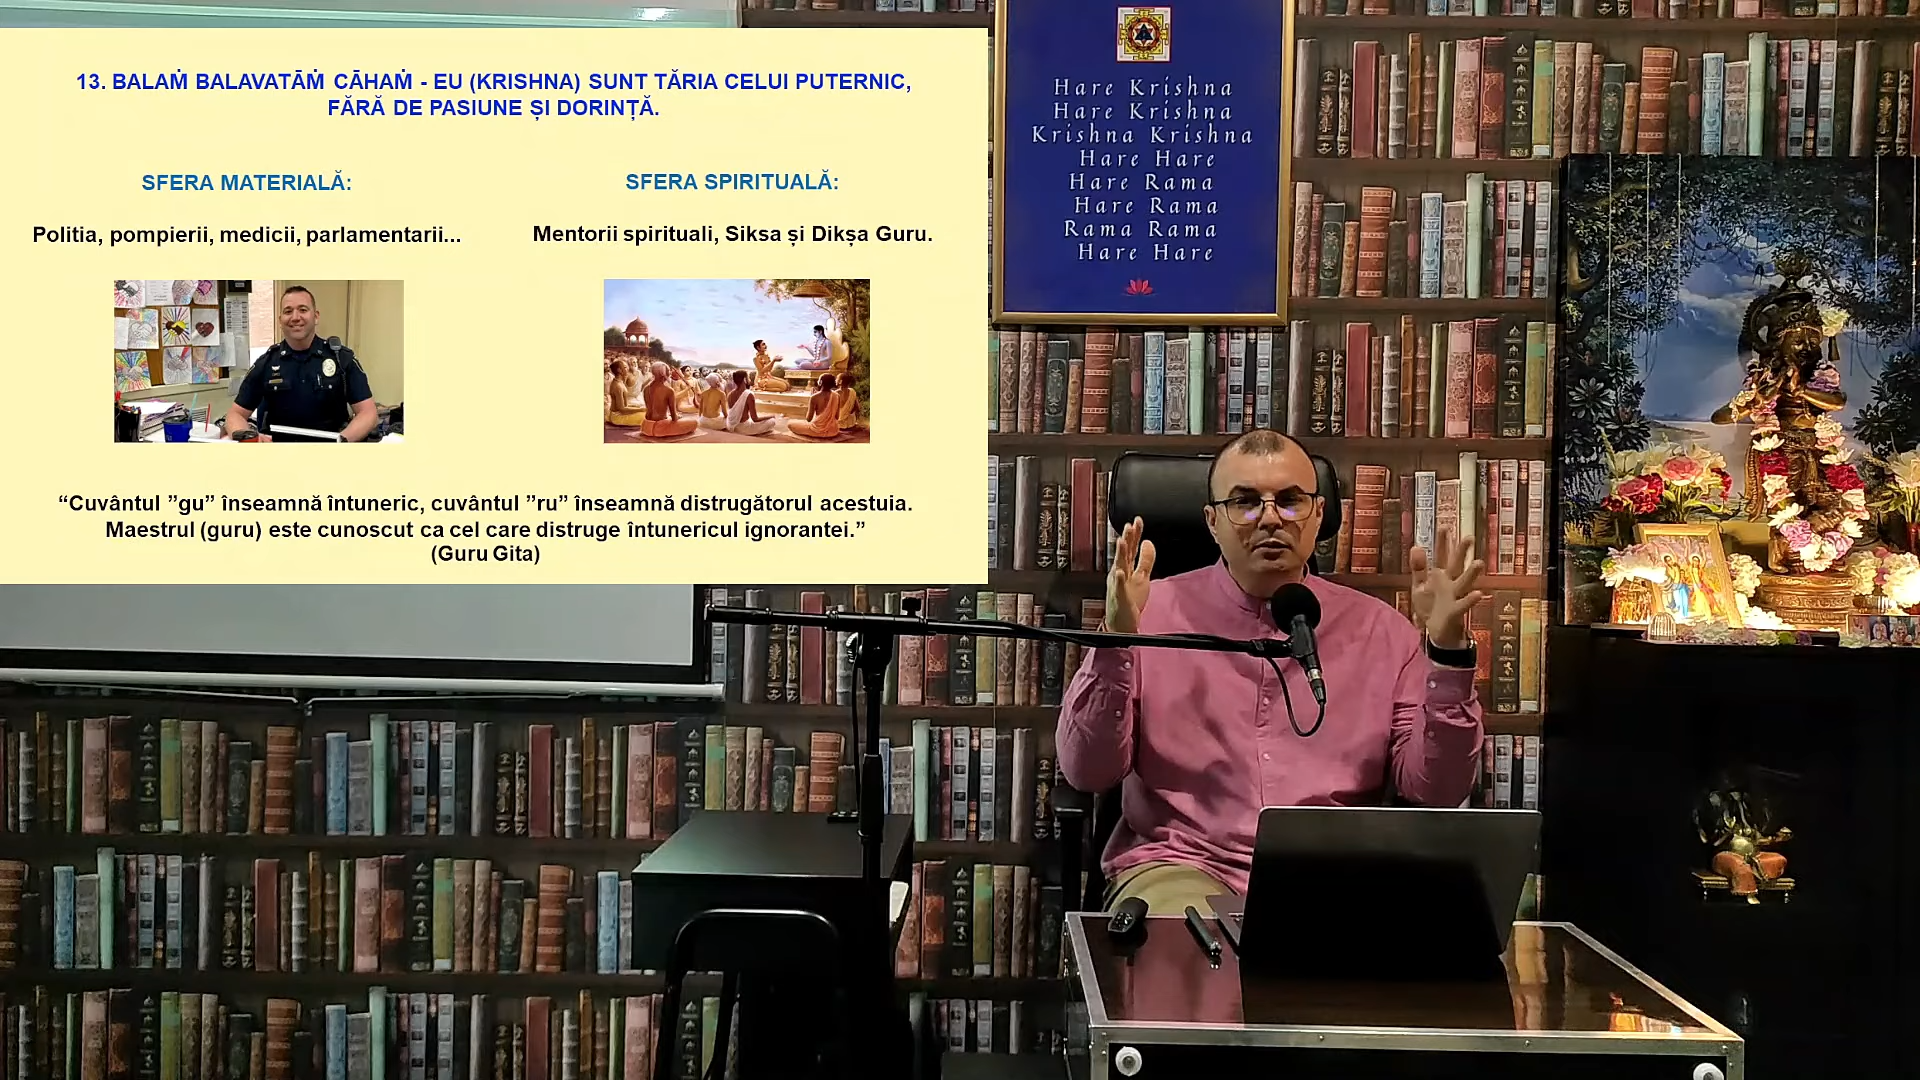 13. BALAṀ BALAVATĀṀ CĀHAṀ - EU (KRISHNA) SUNT TĂRIA CELUI PUTERNIC,
FĂRĂ DE PASIUNE ȘI DORINȚĂ.
SFERA MATERIALĂ:
Politia, pompierii, medicii, parlamentarii...
SFERA SPIRITUALĂ:
Mentorii spirituali, Siksa și Dikșa Guru.
“Cuvântul ”gu” înseamnă întuneric, cuvântul ”ru” înseamnă distrugătorul acestuia.
Maestrul (guru) este cunoscut ca cel care distruge întunericul ignorantei.”
(Guru Gita)
Hare Krishna
Hare Krishna
Krishna Krishna
Hare Hare
Hare Rama
Hare Rama
Rama Rama
Hare Hare